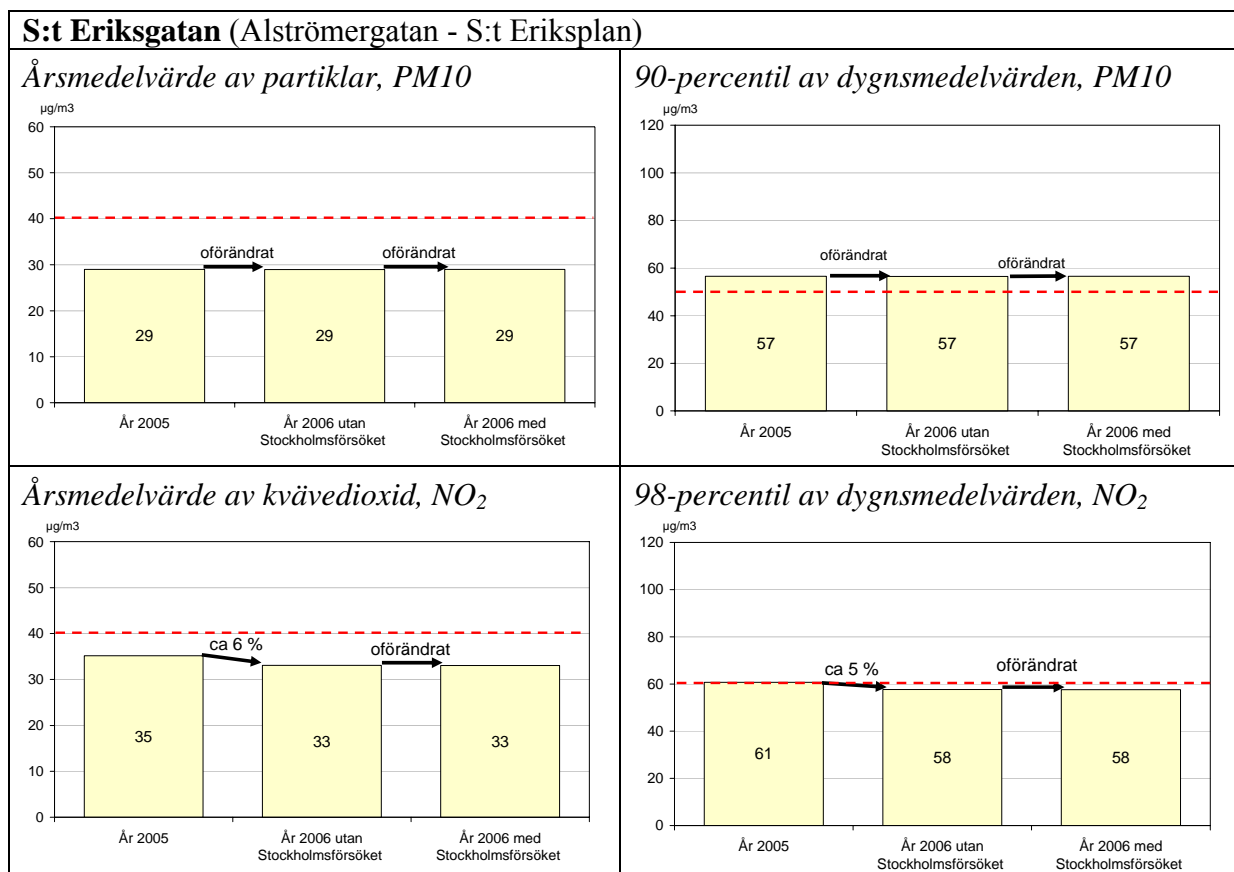 S:t Eriksgatan (Alströmergatan - S:t Eriksplan)
Årsmedelvärde av partiklar, PM10
µg/m3
60
50
40
30
20
10
0
oförändrat
oförändrat
29
29
29
År 2005
År 2006 utan
Stockholmsförsöket
År 2006 med
Stockholmsförsöket
90-percentil av dygnsmedelvärden, PM10
µg/m3
120
100
80
60
40
20
0
oförändrat
oförändrat
57
57
57
År 2005
År 2006 utan
Stockholmsförsöket
År 2006 med
Stockholmsförsöket
Årsmedelvärde av kvävedioxid, NO2
µg/m3
60
50
40
30
20
10
0
ca 6 %
oförändrat
35
33
33
År 2005
År 2006 utan
Stockholmsförsöket
År 2006 med
Stockholmsförsöket
98-percentil av dygnsmedelvärden, NO2
µg/m3
120
100
80
60
40
20
0
ca 5 %
oförändrat
61
58
58
År 2005
År 2006 utan
Stockholmsförsöket
År 2006 med
Stockholmsförsöket